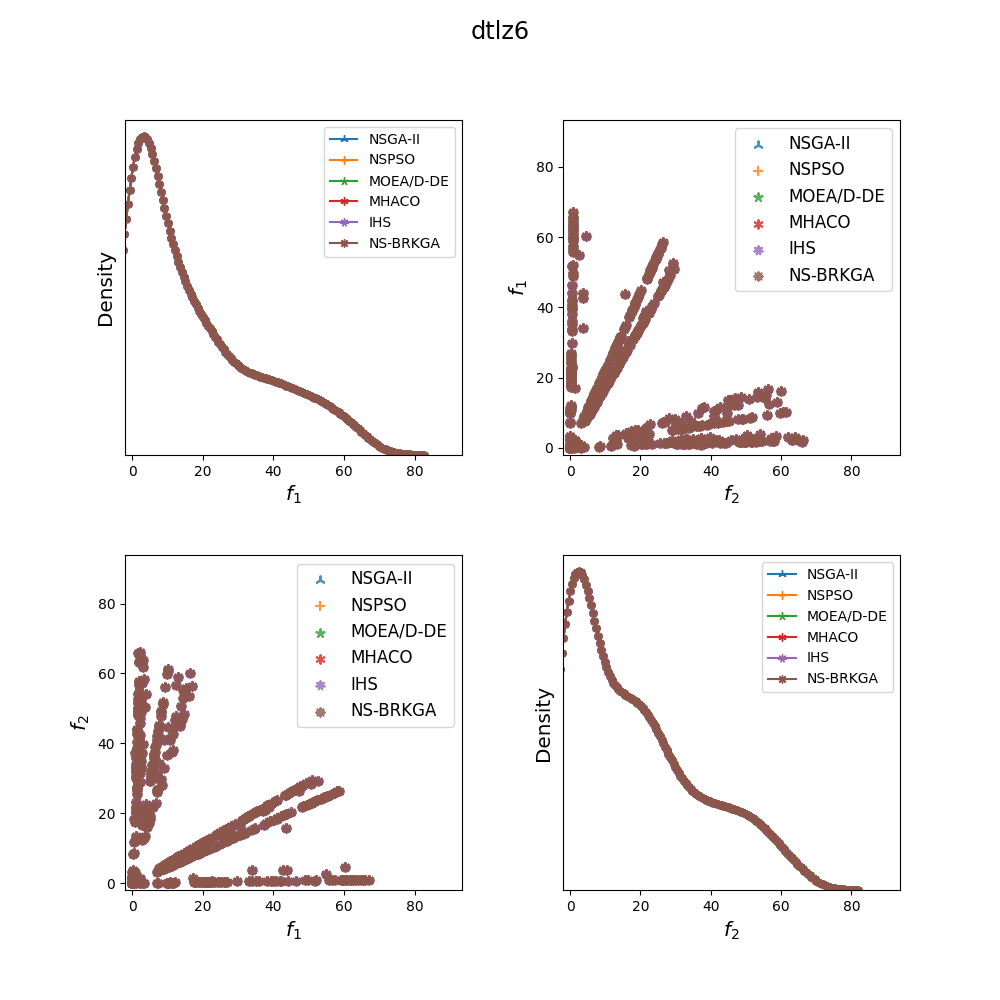 dtlz6
NSGA-II
NSPSO
MOEA/D-DE
MHACO
IHS
NS-BRKGA
Density
0 20 40 60 80
f1
NSGA-II
NSPSO
MOEA/D-DE
MHACO
IHS
NS-BRKGA
80
60
40
20
0
f1
0 20 40 60 80
f2
NSGA-II
NSPSO
MOEA/D-DE
MHACO
IHS
NS-BRKGA
80
60
40
20
0
f2
0 20 40 60 80
f1
NSGA-II
NSPSO
MOEA/D-DE
MHACO
IHS
NS-BRKGA
Density
0 20 40 60 80
f2